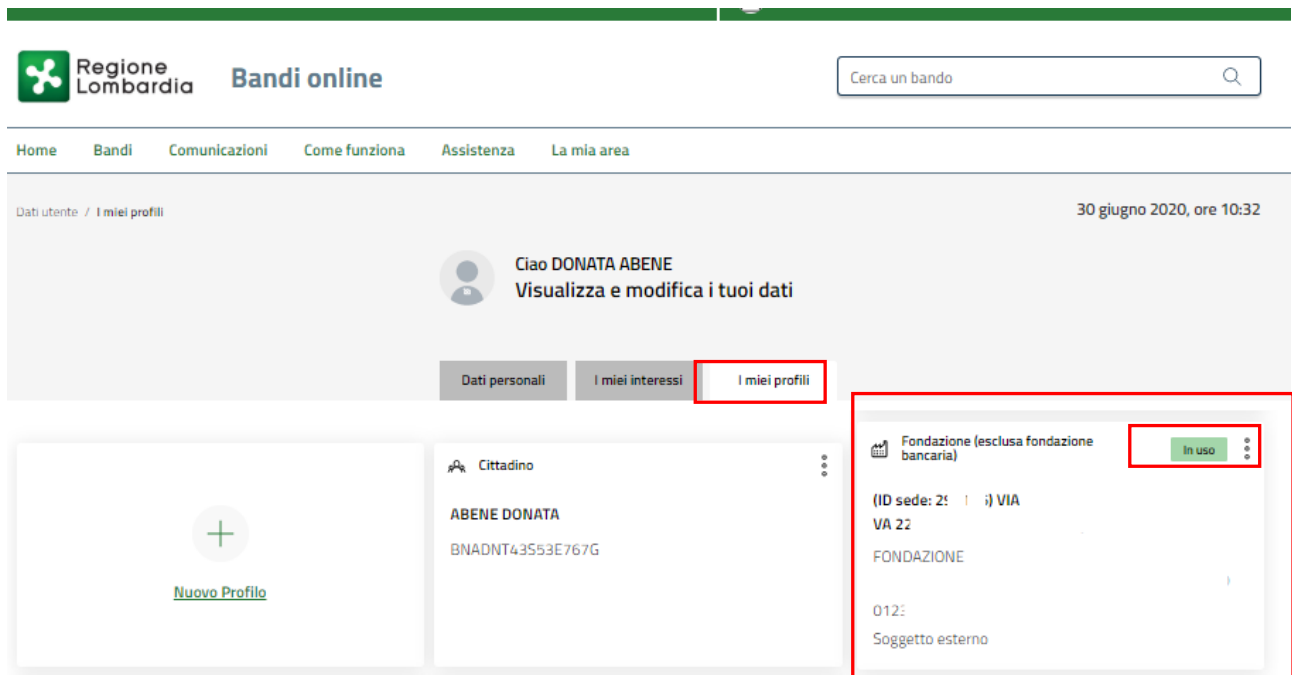 Regione
Lombardia
Bandi online
Cerca un bando
Home Bandi Comunicazioni Come funziona Assistenza La mia area
Dati utente / I miei profili
30 giugno 2020, ore 10:32
Ciao DONATA ABENE
Visualizza e modifica i tuoi dati
Dati personali I miei interessi I miei profili
Nuovo Profilo
Cittadino
ABENE DONATA
BNADNT43S53E767G
Fondazione (esclusa fondazione
bancaria)
In uso
(ID sede: VIA
VA 22
FONDAZIONE
Soggetto esterno